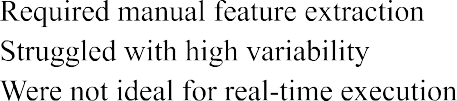 Required manual feature extraction
Struggled with high variability
Were not ideal for real-time execution